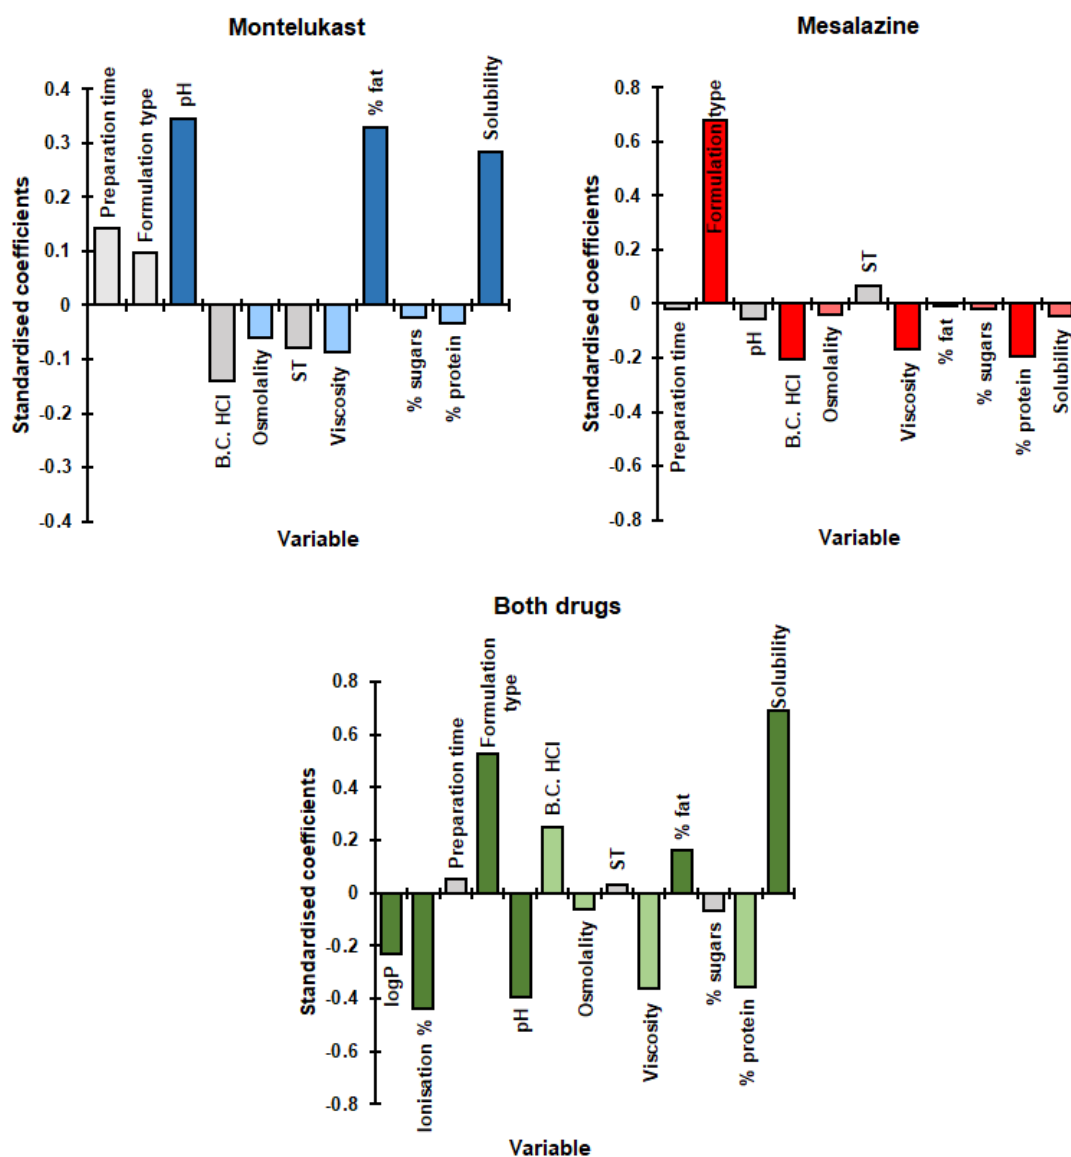 Montelukast
Standardised coefficients
0.4
0.3
0.2
0.1
0
-0.1
-0.2
-0.3
-0.4
Preparation time
Formulation type
pH
B.C. HCl
Osmolality
ST
Viscosity
% fat
% sugars
% protein
Solubility
Variable
Mesalazine
Standardised coefficients
0.8
0.6
0.4
0.2
0
-0.2
-0.4
-0.6
-0.8
Preparation time
Formulation type
pH
B.C. HCl
Osmolality
ST
Viscosity
% fat
% sugars
% protein
Solubility
Variable
Both drugs
Standardised coefficients
0.8
0.6
0.4
0.2
0
-0.2
-0.4
-0.6
-0.8
logP
Ionisation %
Preparation time
Formulation
type
pH
B.C. HCl
Osmolality
ST
Viscosity
% fat
% sugars
% protein
Solubility
Variable